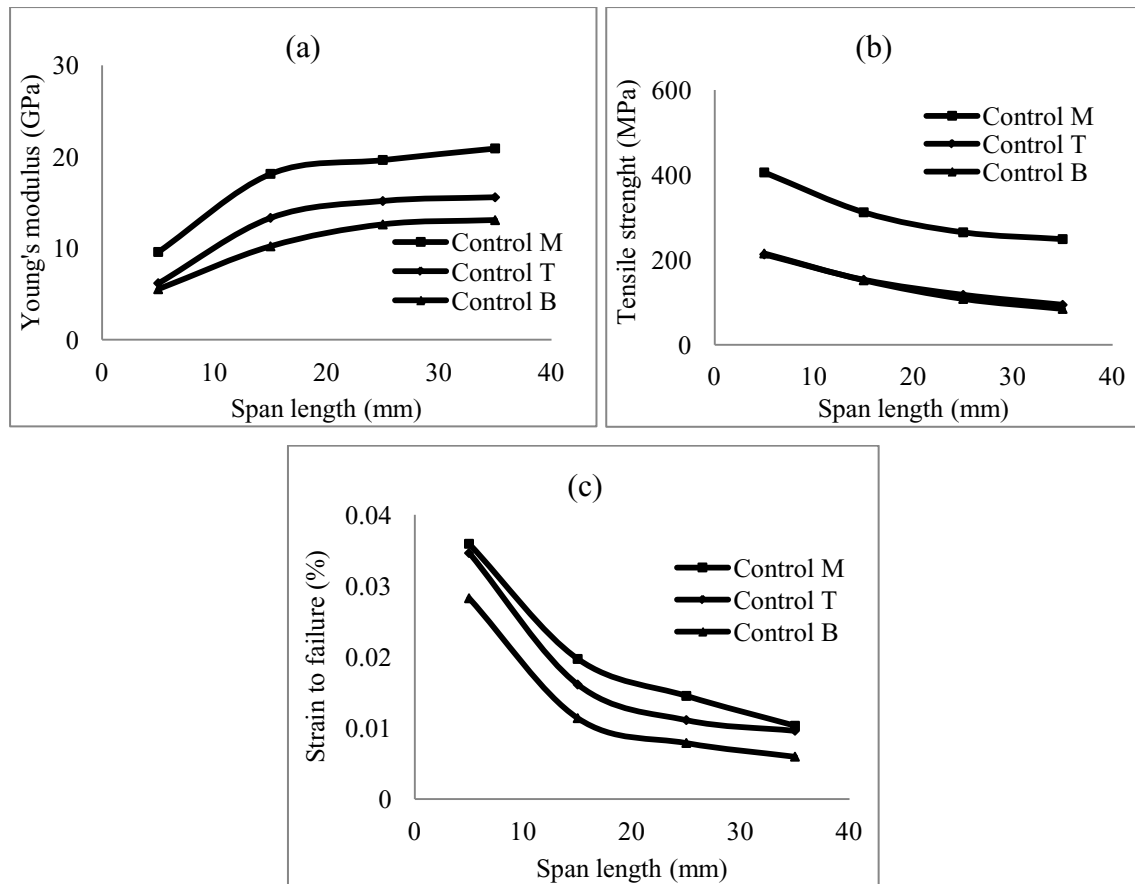 (a)
Young's modulus (GPa)
30
20
10
0
0 10 20 30 40
Span length (mm)
Control M
Control T
Control B
(b)
Tensile strenght (MPa)
600
400
200
0
0 10 20 30 40
Span length (mm)
Control M
Control T
Control B
(c)
Strain to failure (%)
0.04
0.03
0.02
0.01
0
0 10 20 30 40
Span length (mm)
Control M
Control T
Control B